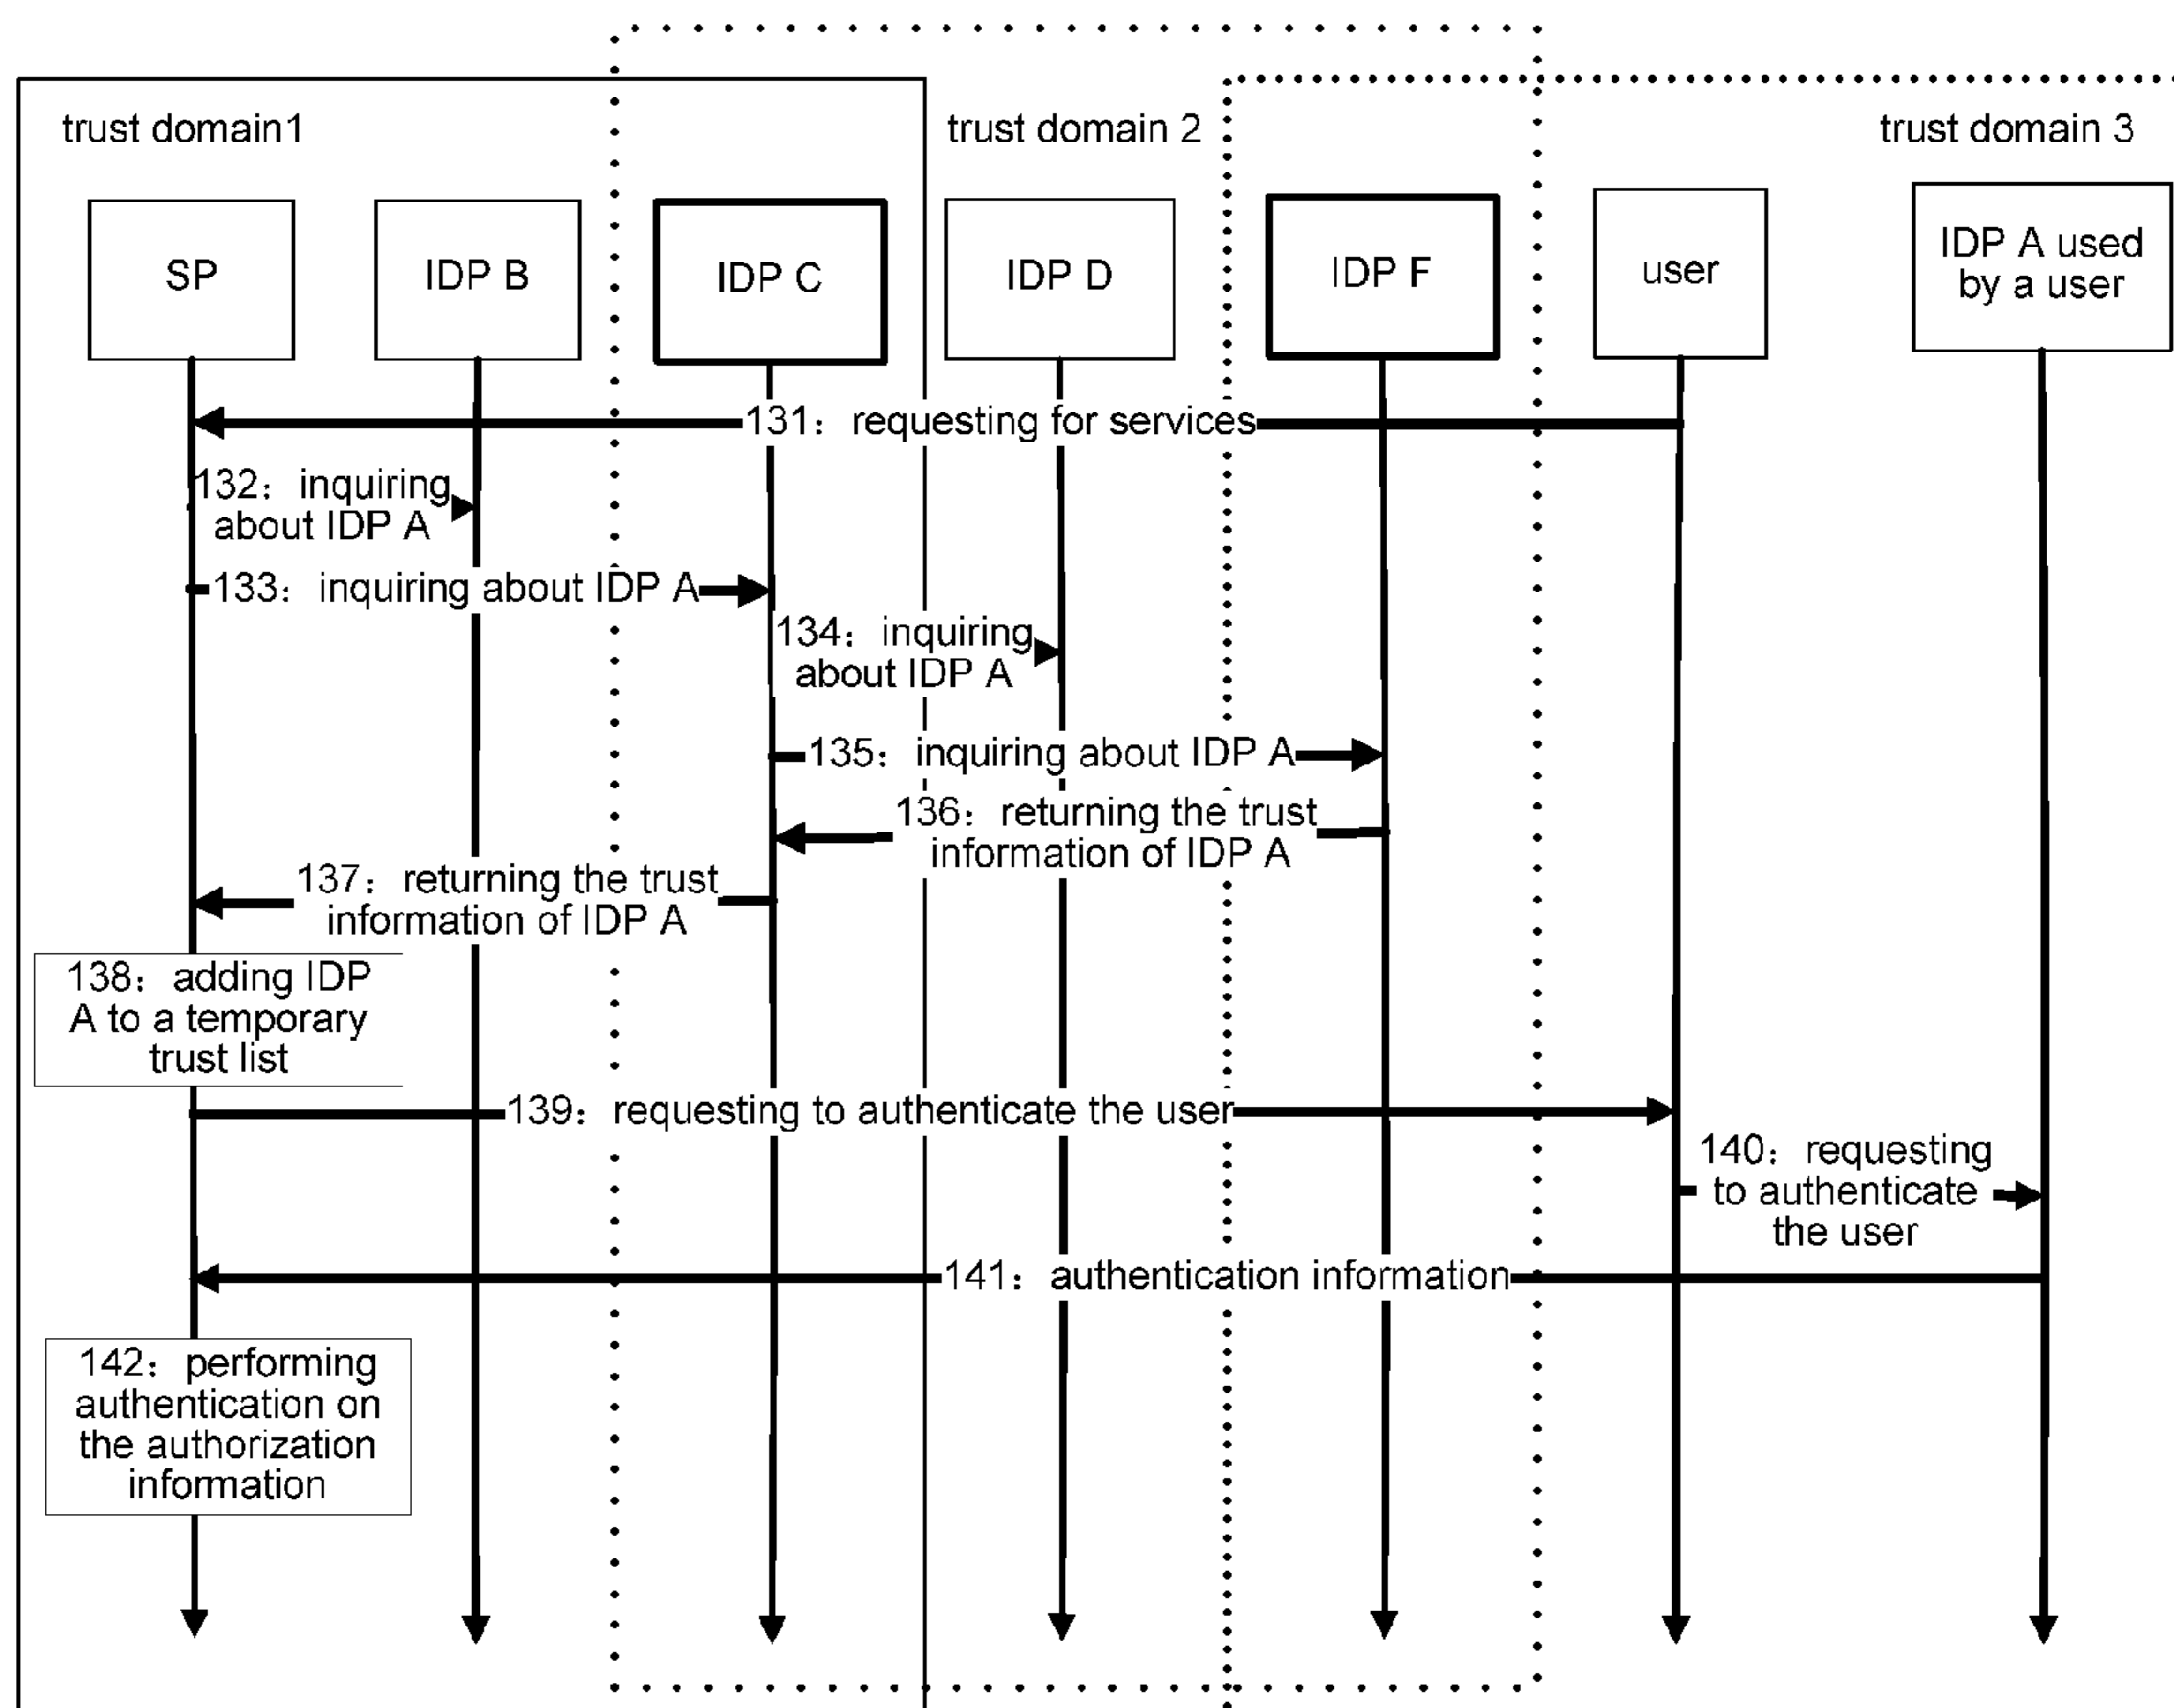 trust domain1
trust domain 2
trust domain 3
SP
IDP B
IDP C
IDP D
IDP F
user
IDP A used
by a user
131: requesting for services
132: inquiring
about IDP A
133: inquiring about IDP A
134: inquiring
about IDP A
135: inquiring about IDP A
136: returning the trust
information of IDP A
137: returning the trust
information of IDP A
138: adding IDP
A to a temporary
trust list
139: requesting to authenticate the user
140: requesting
to authenticate
the user
141: authentication information
142: performing
authentication on
the authorization
information